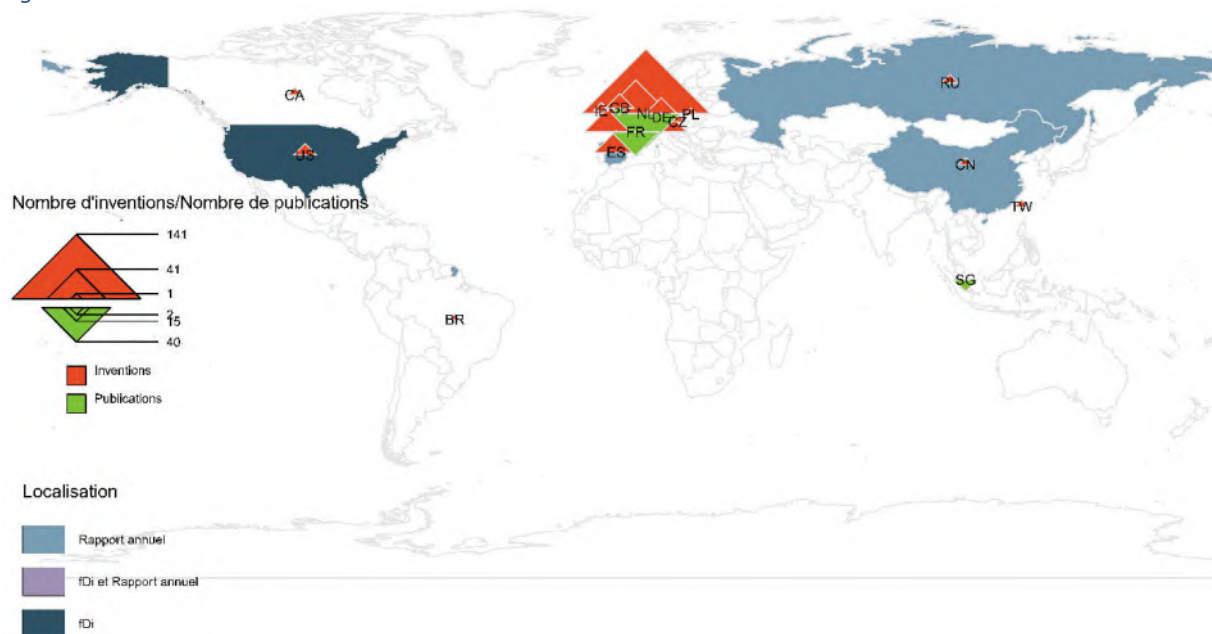 CA
RU
IE
GB
NL
DE
PL
CZ
FR
US
ES
CN
Nombre d'inventions/Nombre de publications
TW
141
41
1
2
15
40
SG
BR
Inventions
Publications
Localisation
Rapport annuel
fDi et Rapport annuel
fDi